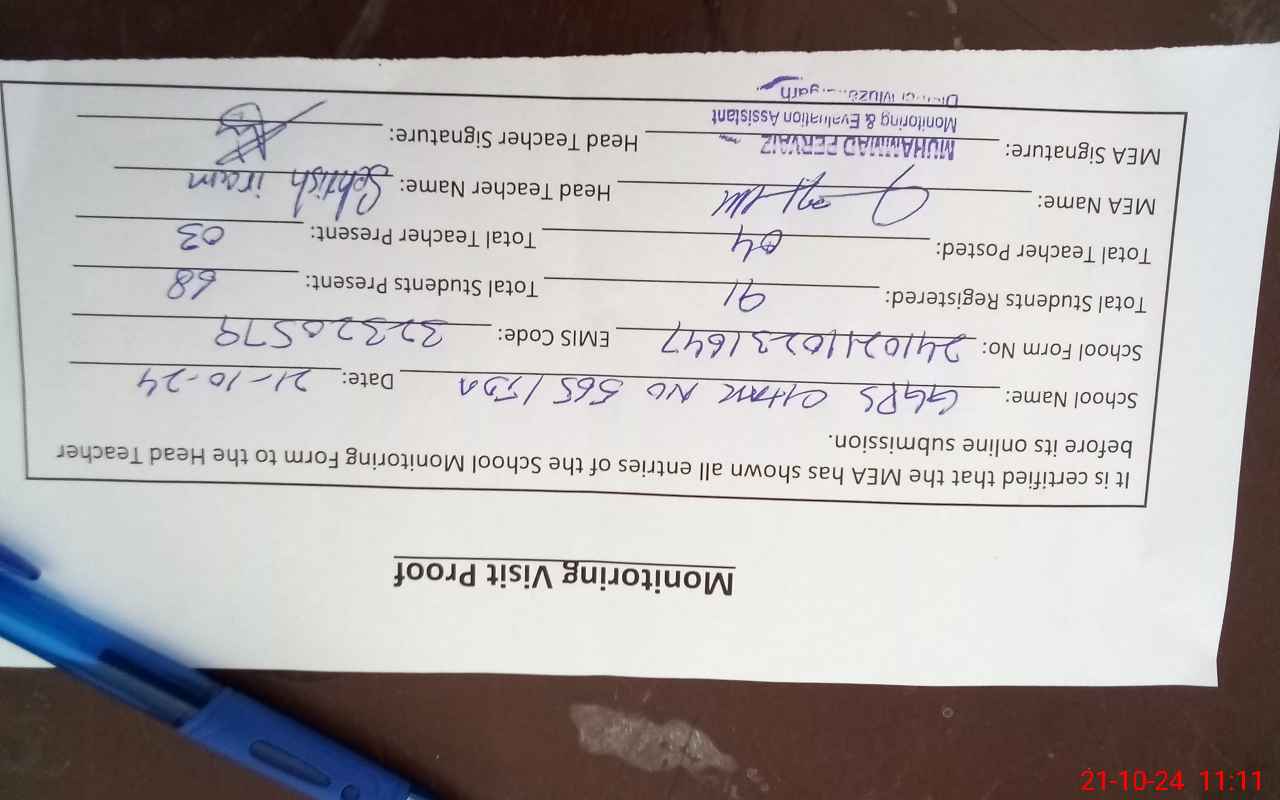 Monitoring Visit Proof
It is certified that the MEA has shown all entries of the School Monitoring Form to the Head Teacher
before its online submission.
School Name: GGPS CHAK NO 565/TDA Date: 21-10-24
School Form No: 24102110231647 EMIS Code: 32320579
Total Students Registered: 91 Total Students Present: 68
Total Teacher Posted: 04 Total Teacher Present: 03
MEA Name: Head Teacher Name: iram
MEA Signature: MUHAMMAD PERVAIZ Head Teacher Signature:
Monitoring & Evaluation Assistant
21-10-24 11:11